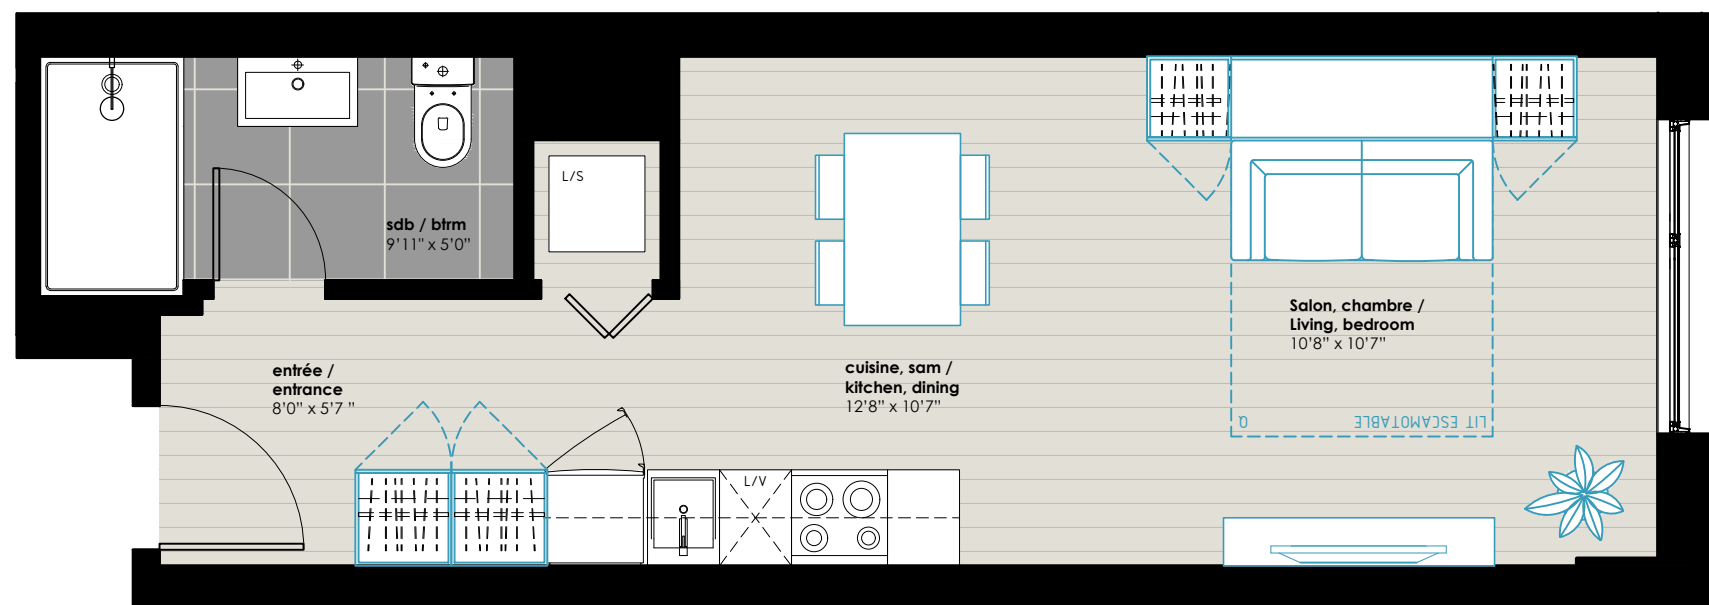 L/S
sdb / btrm
9'11" x 5'0"
Salon, chambre /
Living, bedroom
10'8" x 10'7"
entrée /
entrance
8'0" x 5'7 "
cuisine, sam /
kitchen, dining
12'8" x 10'7"
LIT ESCAMOTABLE
Q
L/V